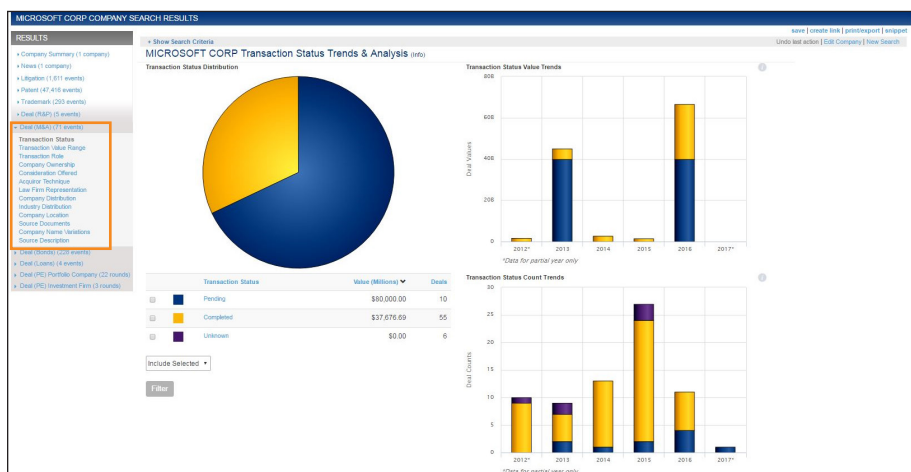 MICROSOFT CORP COMPANY SEARCH RESULTS
save | create link | print/export | snippet
RESULTS
+ Show Search Criteria
Undo last action | Edit Company | New Search
MICROSOFT CORP Transaction Status Trends & Analysis (Info)
Company Summary (1 company)
News (1 company)
Litigation (1,611 events)
Patent (47,416 events)
Trademark (293 events)
Deal (R&P) (5 events)
Deal (M&A) (71 events)
Transaction Status
Transaction Value Range
Transaction Role
Company Ownership
Consideration Offered
Acquiror Technique
Law Firm Representation
Company Distribution
Industry Distribution
Company Location
Source Documents
Company Name Variations
Source Description
Deal (Bonds) (228 events)
Deal (Loans) (4 events)
Deal (PE) Portfolio Company (22 rounds)
Deal (PE) Investment Firm (3 rounds)
Transaction Status Distribution
Transaction Status Value (Millions) Deals
Pending $80,000.00 10
Completed $37,676.69 55
Unknown $0.00 6
Include Selected
Filter
Transaction Status Value Trends
Deal Values
80B
60B
40B
20B
0
2012* 2013 2014 2015 2016 2017*
*Data for partial year only
Transaction Status Count Trends
Deal Counts
30
25
20
15
10
5
0
2012* 2013 2014 2015 2016 2017*
*Data for partial year only